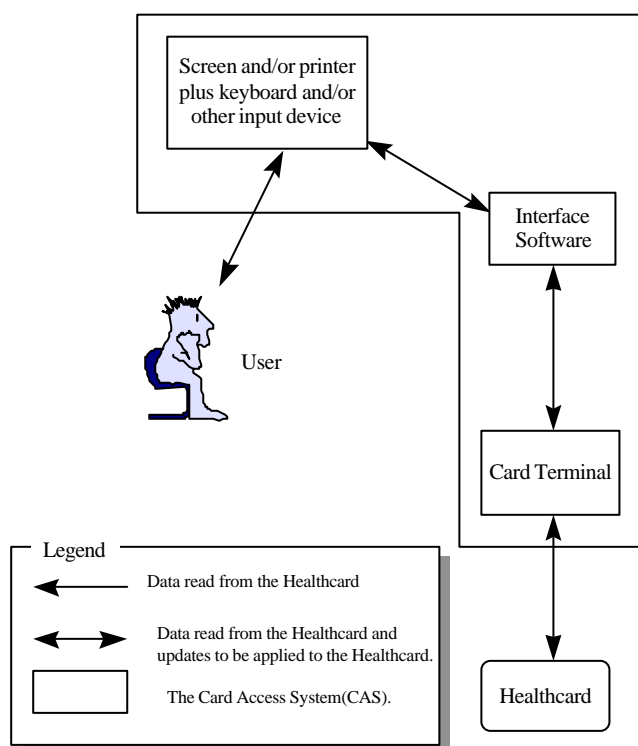 Screen and/or printer
plus keyboard and/or
other input device
Interface
Software
User
Card Terminal
Legend
Data read from the Healthcard
Data read from the Healthcard and
updates to be applied to the Healthcard.
The Card Access System(CAS).
Healthcard